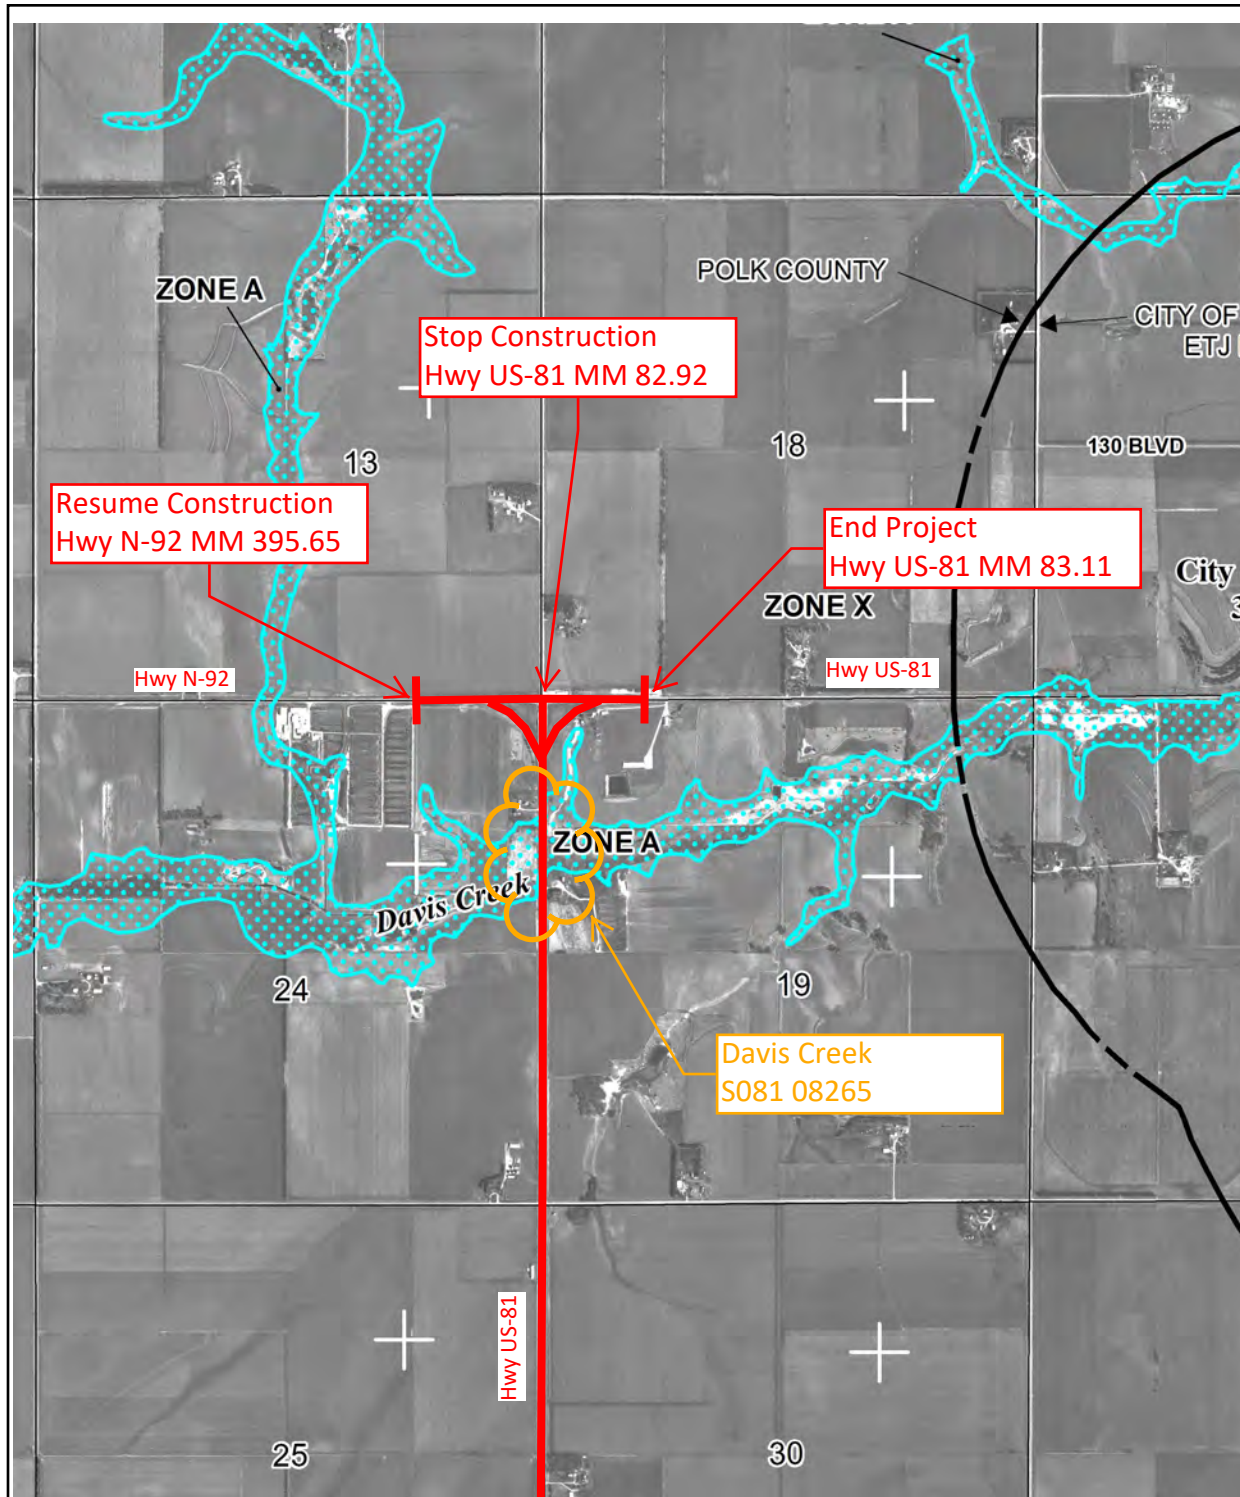 ZONE A
POLK COUNTY
CITY OF
ETJ
Stop Construction
Hwy US-81 MM 82.92
13
18
130 BLVD
Resume Construction
Hwy N-92 MM 395.65
End Project
Hwy US-81 MM 83.11
City
ZONE X
Hwy N-92
Hwy US-81
ZONE A
Davis Creek
24
19
Davis Creek
S081 08265
Hwy US-81
25
30